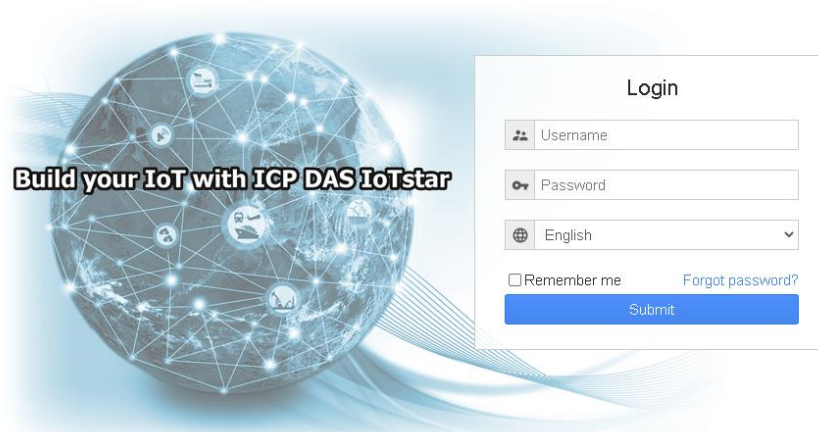 Build your IoT with ICP DAS IoTstar
Login
Username
Password
English
Remember me
Forgot password?
Submit